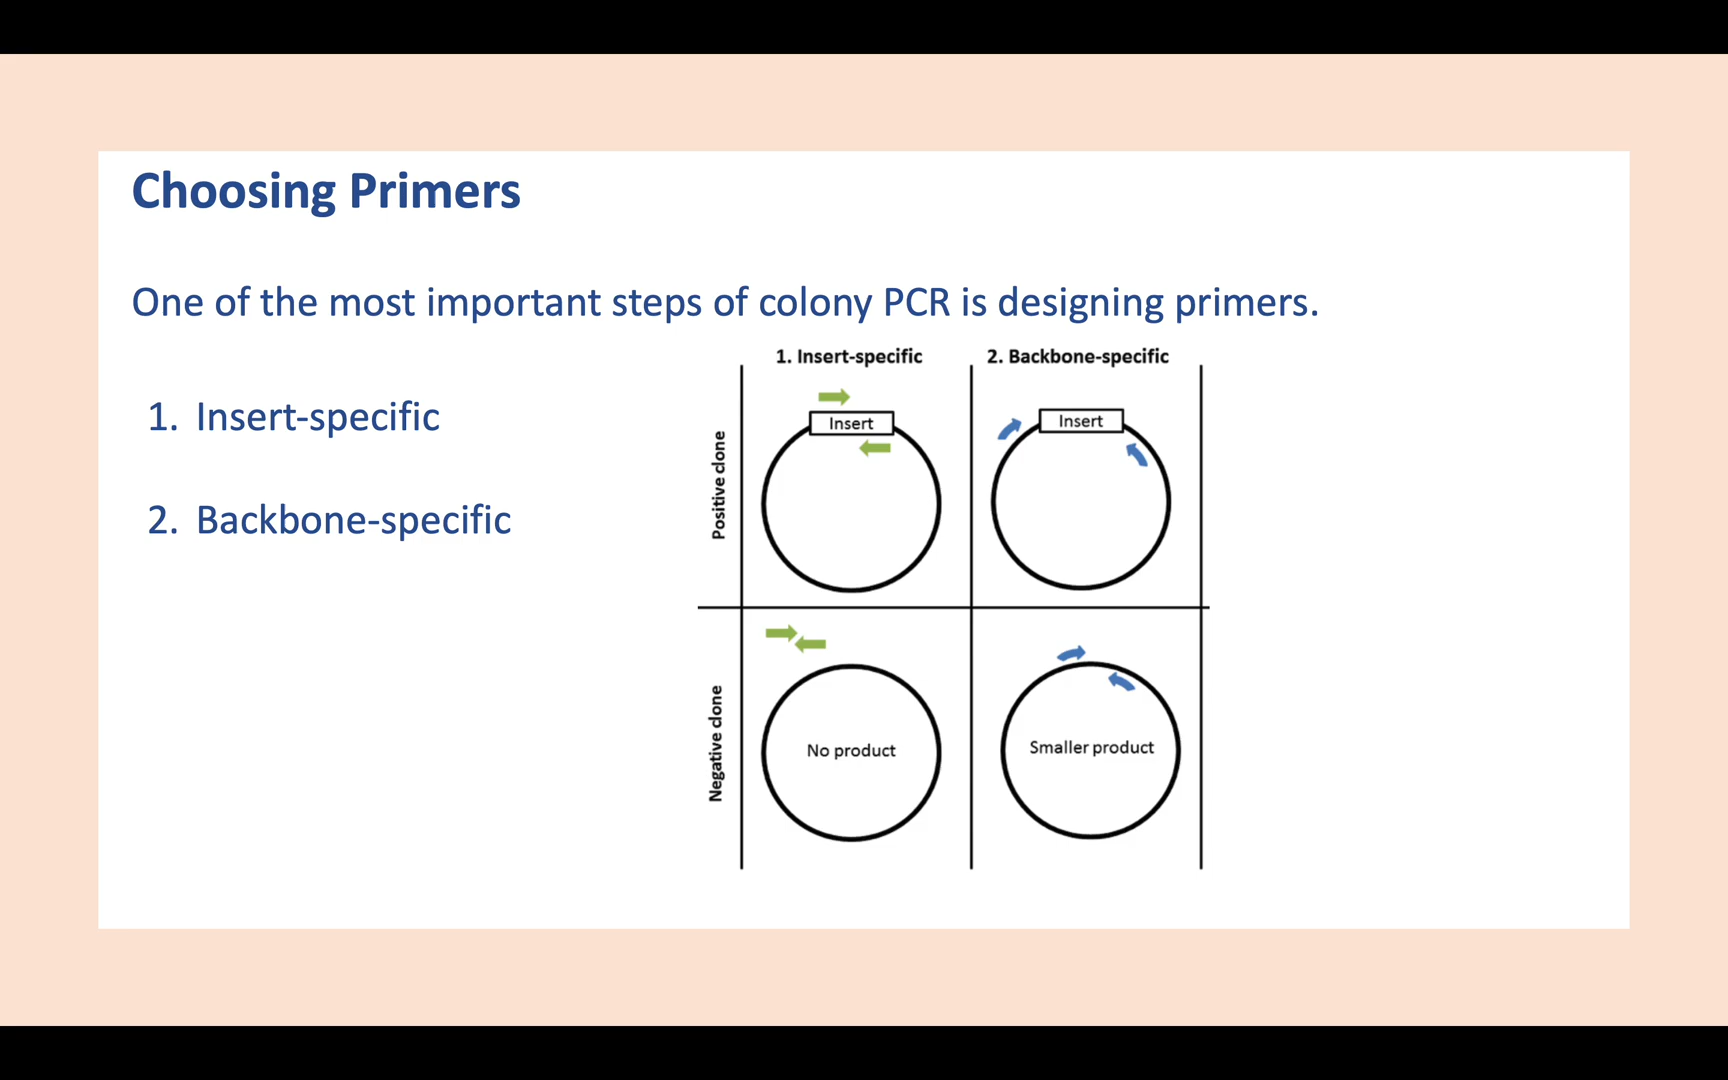 Choosing Primers
One of the most important steps of colony PCR is designing primers.
1. Insert-specific
2. Backbone-specific
1. Insert-specific
2. Backbone-specific
Positive clone
Insert
Insert
Negative clone
No product
Smaller product